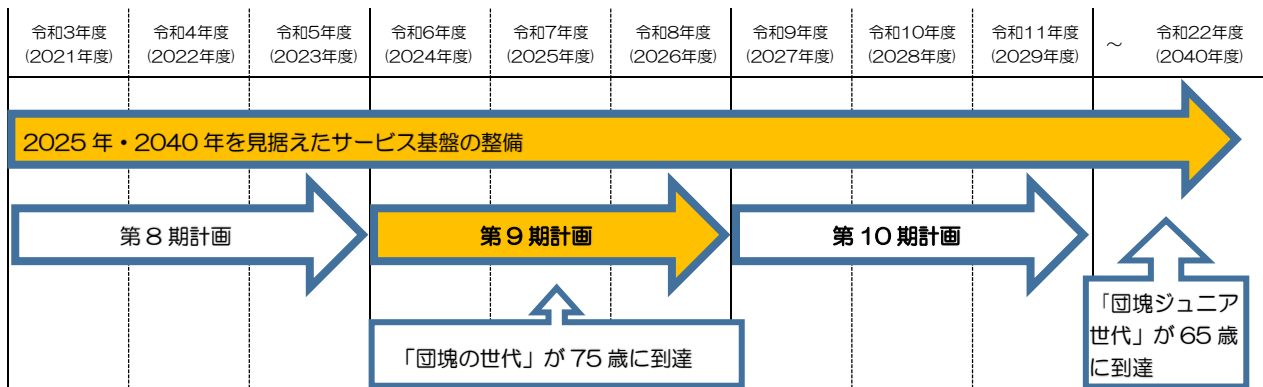 令和3年度 令和4年度 令和5年度 令和6年度 令和7年度 令和8年度 令和9年度 令和10年度 令和11年度 ～ 令和22年度
(2021年度) (2022年度) (2023年度) (2024年度) (2025年度) (2026年度) (2027年度) (2028年度) (2029年度) (2040年度)
2025年・2040年を見据えたサービス基盤の整備
第8期計画 第9期計画 第10期計画
「団塊の世代」が75歳に到達
「団塊ジュニア
世代」が65歳
に到達